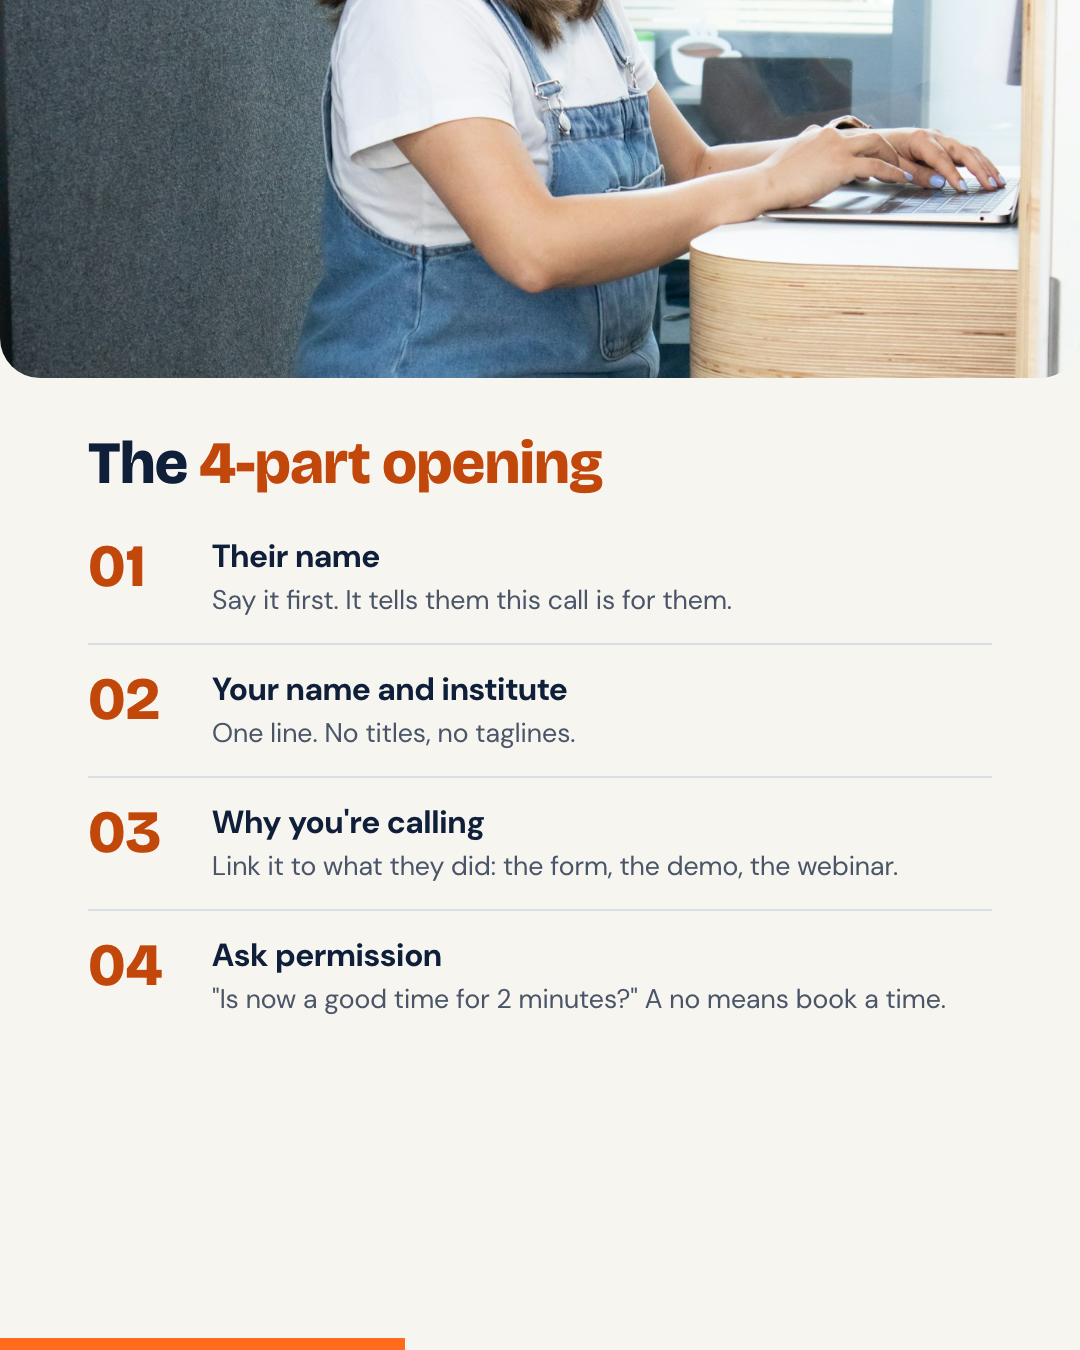 The 4-part opening
01
Their name
Say it first. It tells them this call is for them.
02
Your name and institute
One line. No titles, no taglines.
03
Why you're calling
Link it to what they did: the form, the demo, the webinar.
04
Ask permission
"Is now a good time for 2 minutes?" A no means book a time.